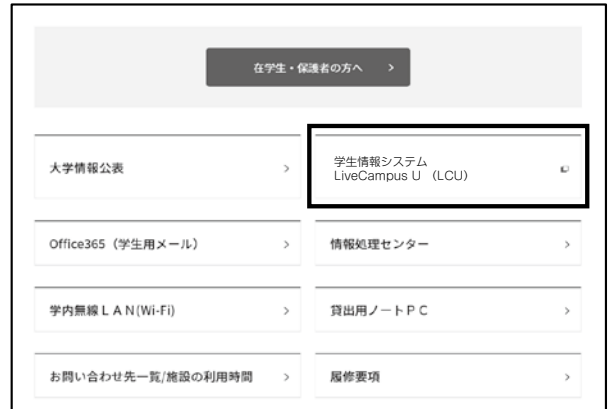 在学生・保護者の方へ
大学情報公表
学生情報システム
LiveCampus U （LCU）
Office365（学生用メール）
情報処理センター
学内無線ＬＡＮ(Wi-Fi)
貸出用ノートＰＣ
お問い合わせ先一覧/施設の利用時間
履修要項